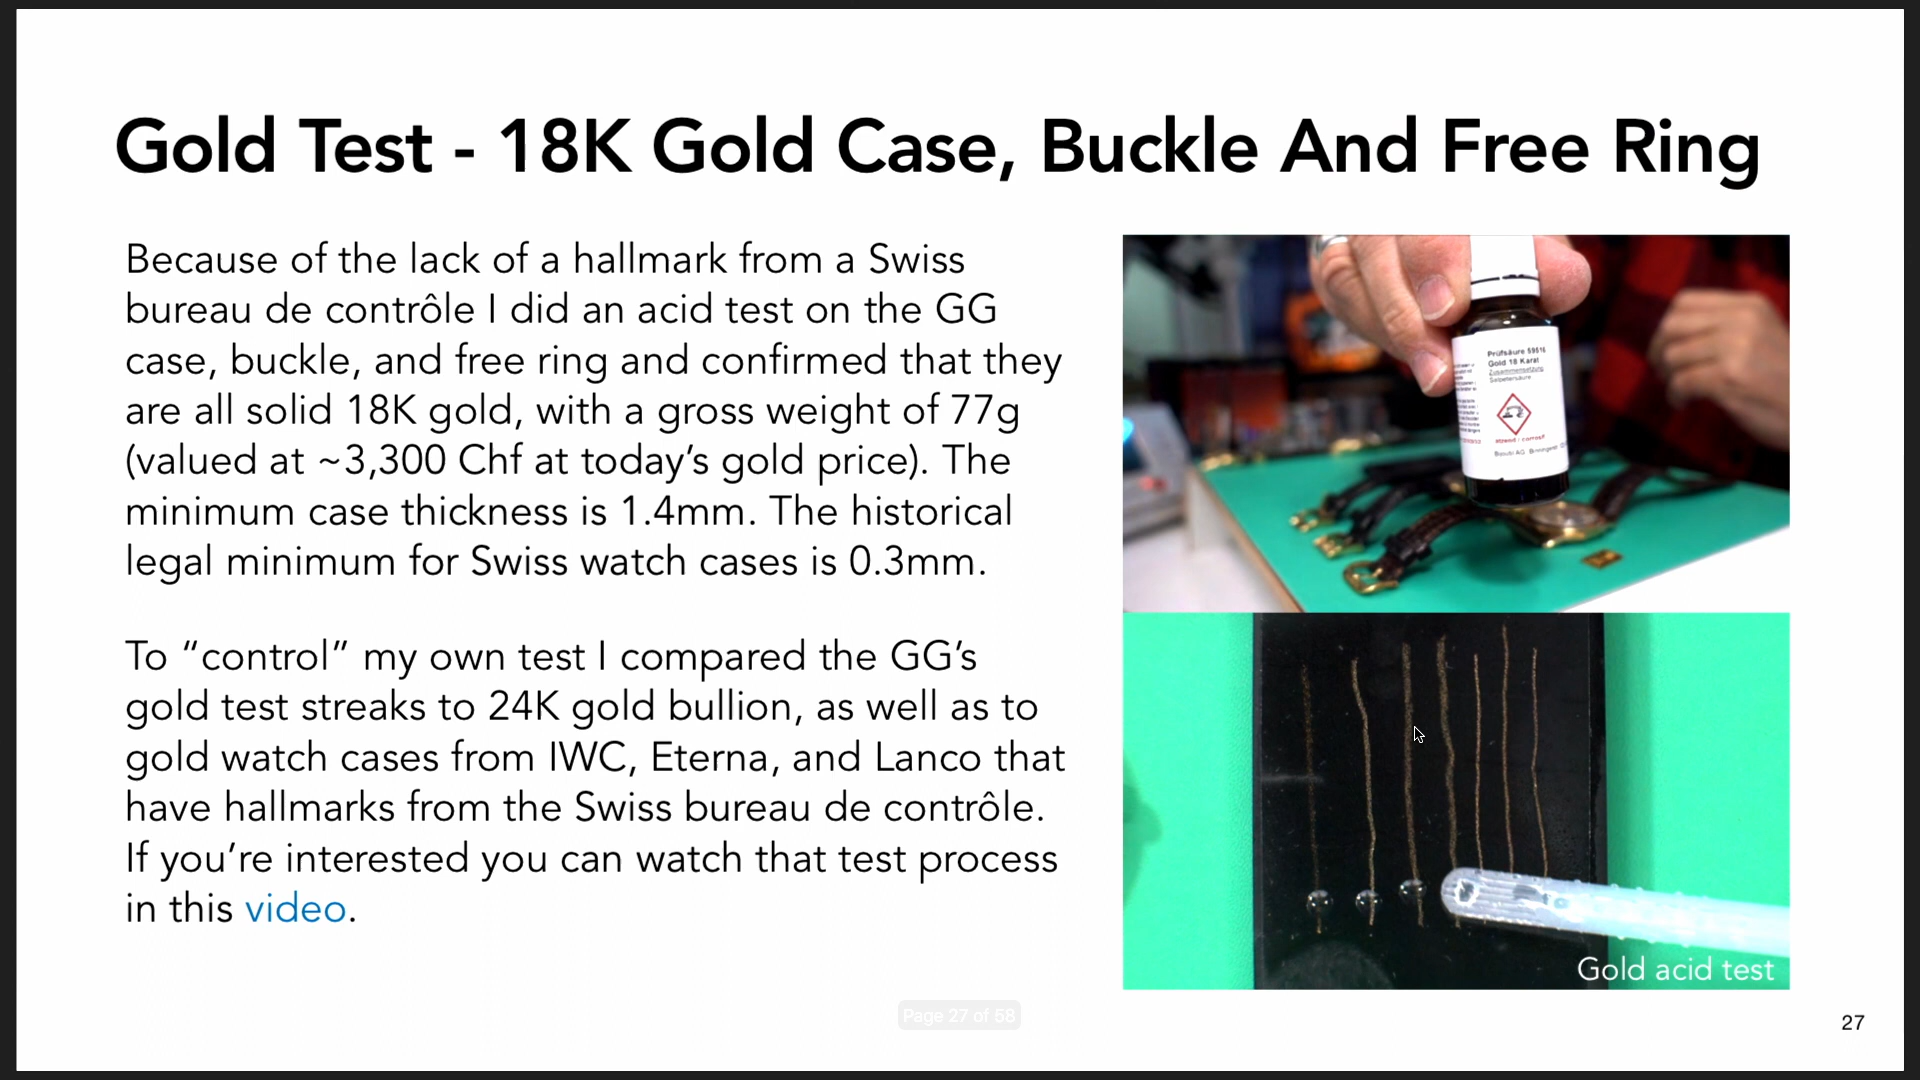 Gold Test - 18K Gold Case, Buckle And Free Ring
Because of the lack of a hallmark from a Swiss
bureau de contrôle I did an acid test on the GG
case, buckle, and free ring and confirmed that they
are all solid 18K gold, with a gross weight of 77g
(valued at ~3,300 Chf at today’s gold price). The
minimum case thickness is 1.4mm. The historical
legal minimum for Swiss watch cases is 0.3mm.
To “control” my own test I compared the GG’s
gold test streaks to 24K gold bullion, as well as to
gold watch cases from IWC, Eterna, and Lanco that
have hallmarks from the Swiss bureau de contrôle.
If you’re interested you can watch that test process
in this video.
Prüfsäure 59516
Gold 18 Karat
Zusammensetzung
Salpetersäure
Gold acid test
Page 27 of 58
27